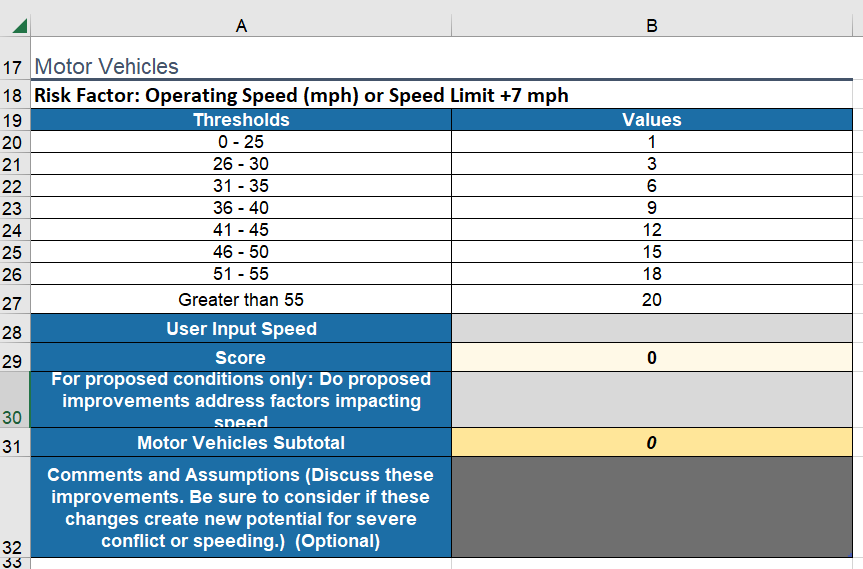 A B
17 Motor Vehicles
18 Risk Factor: Operating Speed (mph) or Speed Limit +7 mph
19 Thresholds Values
20 0 - 25 1
21 26 - 30 3
22 31 - 35 6
23 36 - 40 9
24 41 - 45 12
25 46 - 50 15
26 51 - 55 18
27 Greater than 55 20
28 User Input Speed
29 Score 0
For proposed conditions only: Do proposed
improvements address factors impacting
30 speed
31 Motor Vehicles Subtotal 0
Comments and Assumptions (Discuss these
improvements. Be sure to consider if these
changes create new potential for severe
32 conflict or speeding.) (Optional)
33